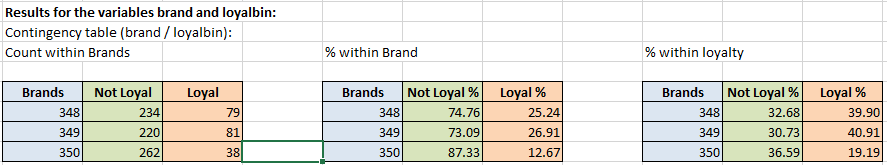 Results for the variables brand and loyalbin:
Contingency table (brand / loyalbin):
Count within Brands % within Brand % within loyalty
Brands Not Loyal Loyal Brands Not Loyal % Loyal % Brands Not Loyal % Loyal %
348 234 79 348 74.76 25.24 348 32.68 39.90
349 220 81 349 73.09 26.91 349 30.73 40.91
350 262 38 350 87.33 12.67 350 36.59 19.19